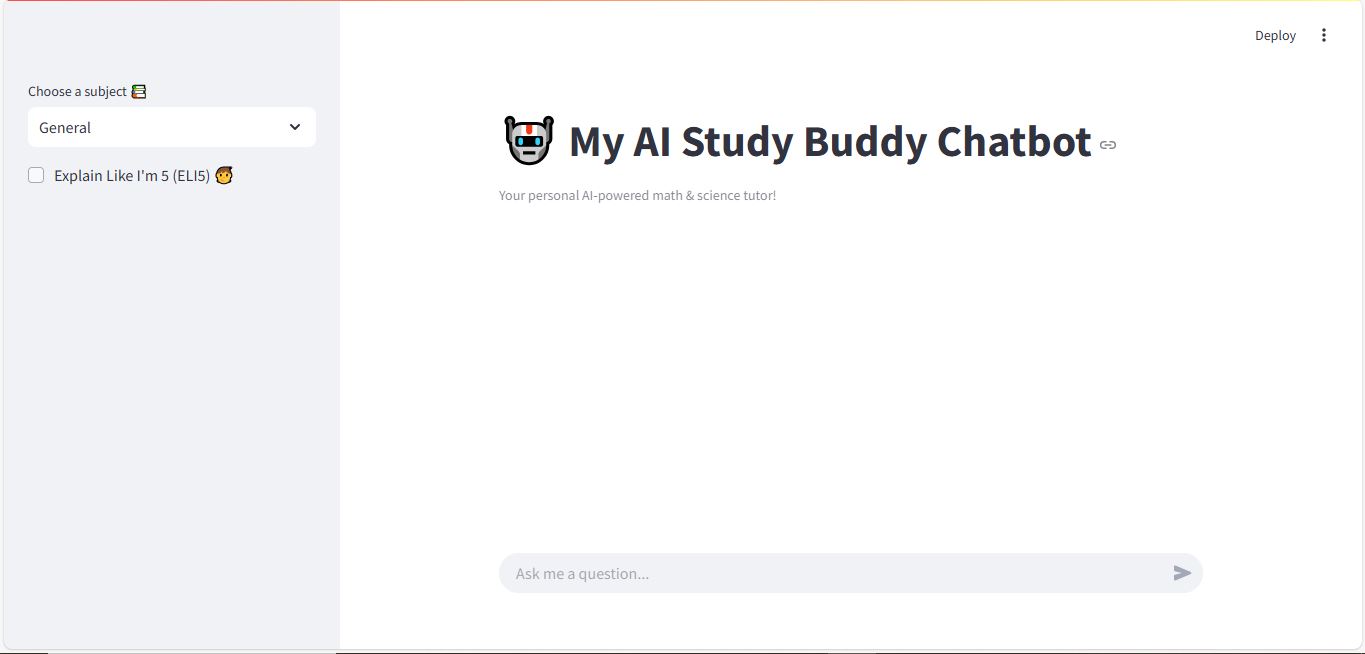 Deploy
Choose a subject 📚
General
Explain Like I'm 5 (ELI5) 🧒
🤖 My AI Study Buddy Chatbot
Your personal AI-powered math & science tutor!
Ask me a question...